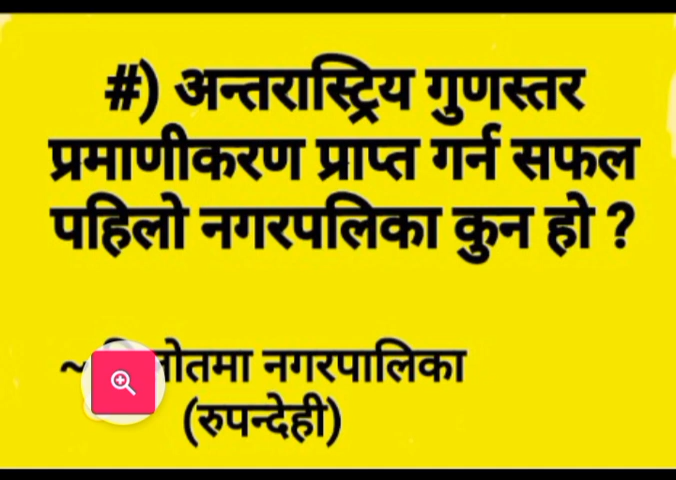 #) अन्तरास्ट्रिय गुणस्तर
प्रमाणीकरण प्राप्त गर्न सफल
पहिलो नगरपलिका कुन हो ?
~ नगरपालिका
(रुपन्देही)